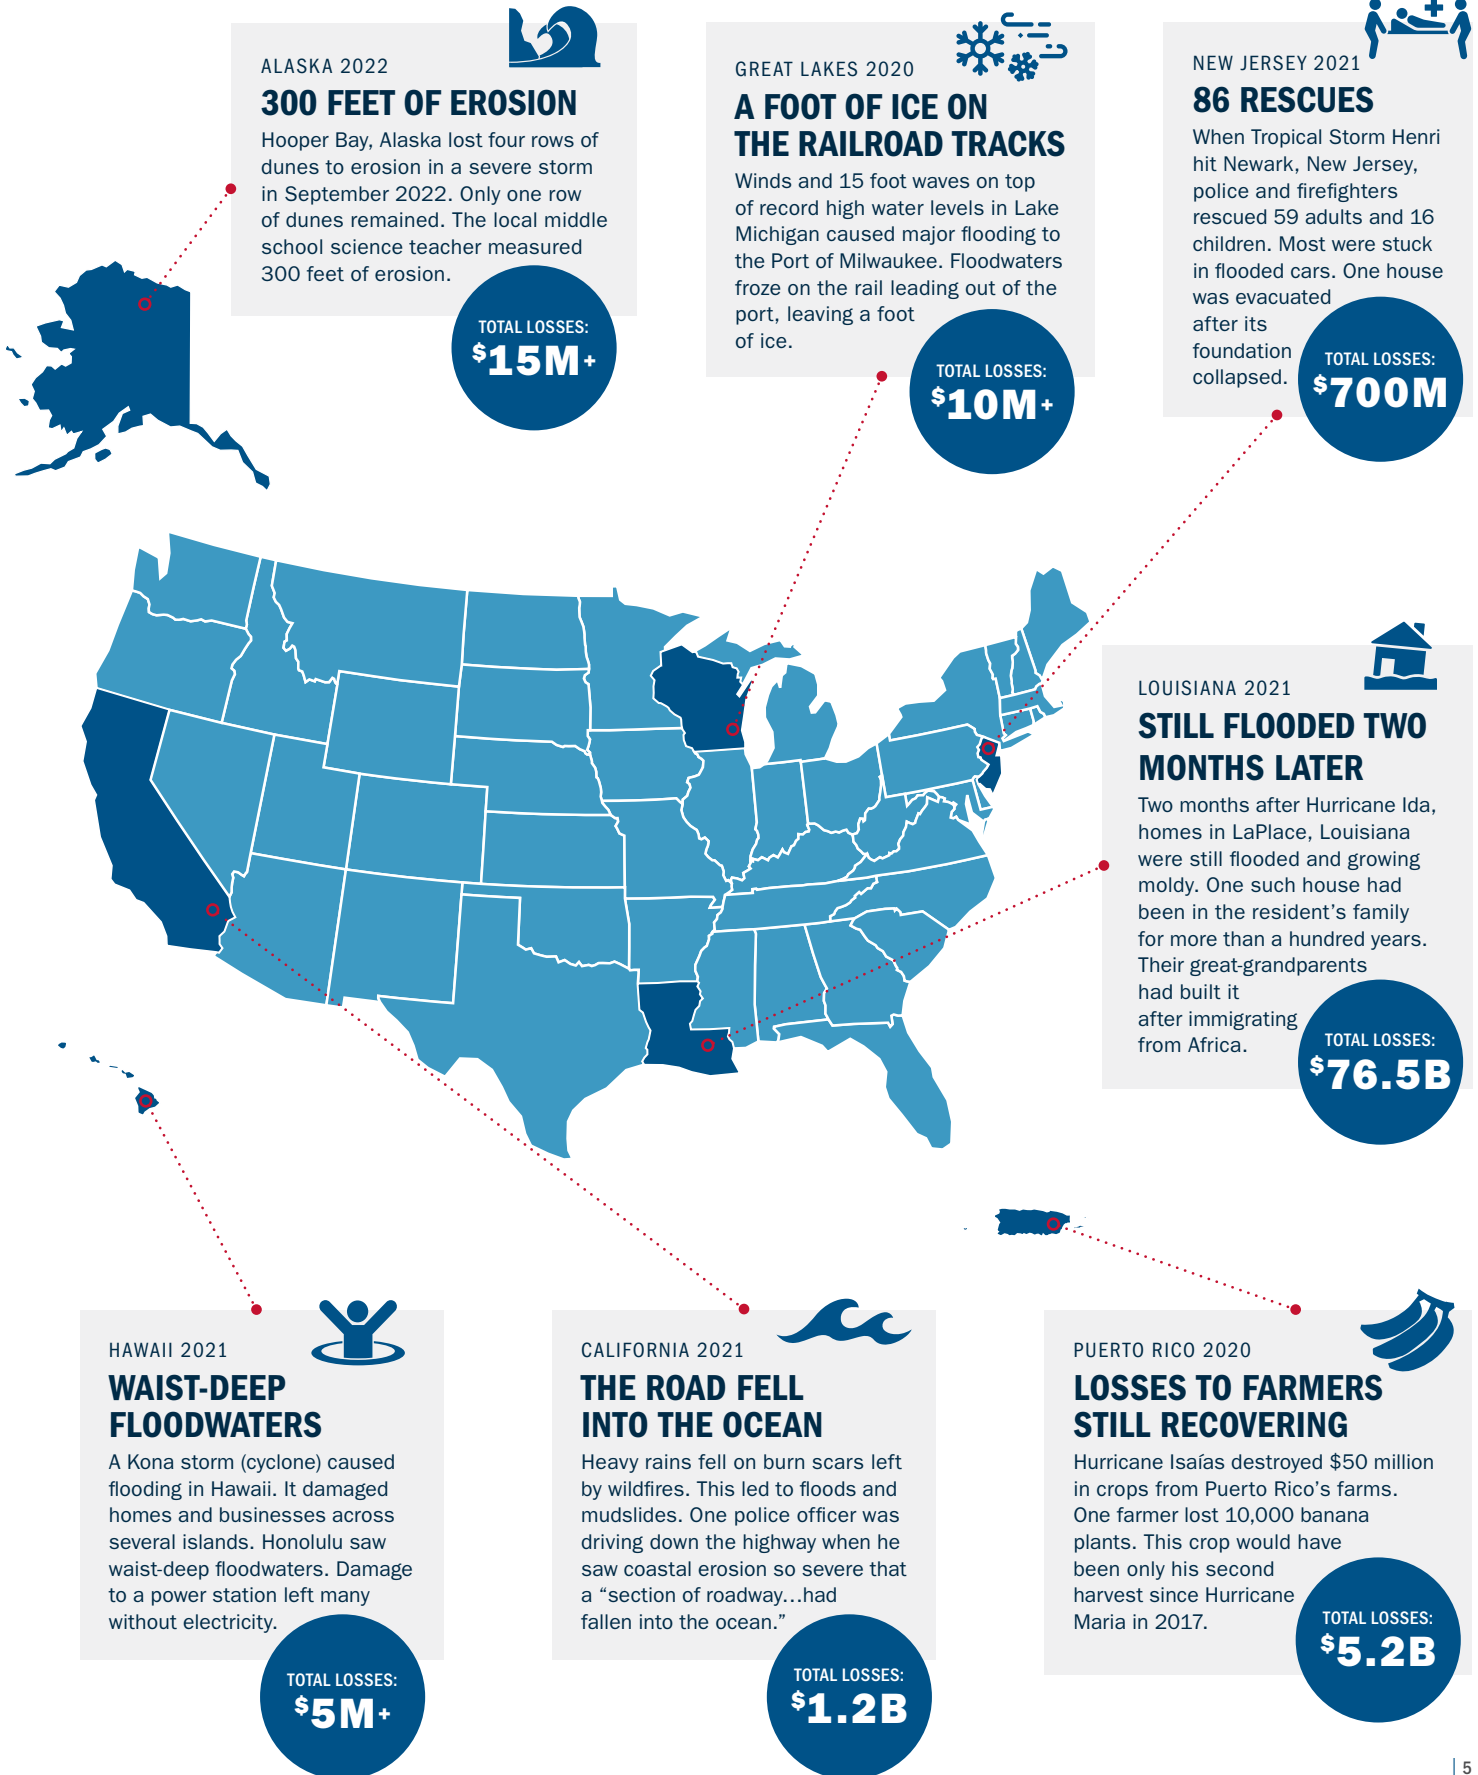 ALASKA 2022
300 FEET OF EROSION
Hooper Bay, Alaska lost four rows of
dunes to erosion in a severe storm
in September 2022. Only one row
of dunes remained. The local middle
school science teacher measured
300 feet of erosion.
TOTAL LOSSES:
$15M+
GREAT LAKES 2020
A FOOT OF ICE ON
THE RAILROAD TRACKS
Winds and 15 foot waves on top
of record high water levels in Lake
Michigan caused major flooding to
the Port of Milwaukee. Floodwaters
froze on the rail leading out of the
port, leaving a foot
of ice.
TOTAL LOSSES:
$10M+
NEW JERSEY 2021
86 RESCUES
When Tropical Storm Henri
hit Newark, New Jersey,
police and firefighters
rescued 59 adults and 16
children. Most were stuck
in flooded cars. One house
was evacuated
after its
foundation
collapsed.
TOTAL LOSSES:
$700M
LOUISIANA 2021
STILL FLOODED TWO
MONTHS LATER
Two months after Hurricane Ida,
homes in LaPlace, Louisiana
were still flooded and growing
moldy. One such house had
been in the resident's family
for more than a hundred years.
Their great-grandparents
had built it
after immigrating
from Africa.
TOTAL LOSSES:
$76.5B
HAWAII 2021
WAIST-DEEP
FLOODWATERS
A Kona storm (cyclone) caused
flooding in Hawaii. It damaged
homes and businesses across
several islands. Honolulu saw
waist-deep floodwaters. Damage
to a power station left many
without electricity.
TOTAL LOSSES:
$5M+
CALIFORNIA 2021
THE ROAD FELL
INTO THE OCEAN
Heavy rains fell on burn scars left
by wildfires. This led to floods and
mudslides. One police officer was
driving down the highway when he
saw coastal erosion so severe that
a “section of roadway…had
fallen into the ocean.”
TOTAL LOSSES:
$1.2B
PUERTO RICO 2020
LOSSES TO FARMERS
STILL RECOVERING
Hurricane Isaías destroyed $50 million
in crops from Puerto Rico's farms.
One farmer lost 10,000 banana
plants. This crop would have
been only his second
harvest since Hurricane
Maria in 2017.
TOTAL LOSSES:
$5.2B
| 5